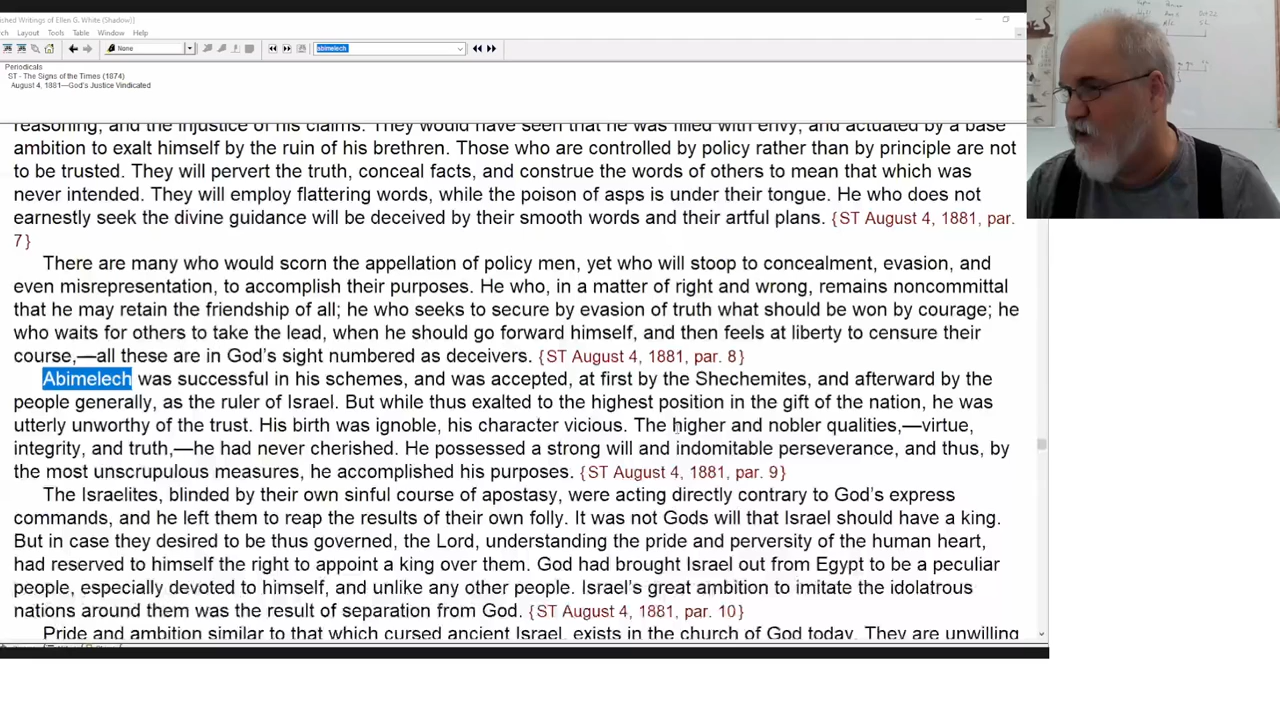 ished Writings of Ellen G. White (Shadow)]
rch Layout Tools Table Window Help
None
abimelech
Periodicals
ST - The Signs of the Times (1874)
August 4, 1881—God's Justice Vindicated
reasoning, and the injustice of his claims. They would have seen that he was filled with envy, and actuated by a base
ambition to exalt himself by the ruin of his brethren. Those who are controlled by policy rather than by principle are not
to be trusted. They will pervert the truth, conceal facts, and construe the words of others to mean that which was
never intended. They will employ flattering words, while the poison of asps is under their tongue. He who does not
earnestly seek the divine guidance will be deceived by their smooth words and their artful plans. {ST August 4, 1881, par.
7}
There are many who would scorn the appellation of policy men, yet who will stoop to concealment, evasion, and
even misrepresentation, to accomplish their purposes. He who, in a matter of right and wrong, remains noncommittal
that he may retain the friendship of all; he who seeks to secure by evasion of truth what should be won by courage; he
who waits for others to take the lead, when he should go forward himself, and then feels at liberty to censure their
course,—all these are in God's sight numbered as deceivers. {ST August 4, 1881, par. 8}
Abimelech was successful in his schemes, and was accepted, at first by the Shechemites, and afterward by the
people generally, as the ruler of Israel. But while thus exalted to the highest position in the gift of the nation, he was
utterly unworthy of the trust. His birth was ignoble, his character vicious. The higher and nobler qualities,—virtue,
integrity, and truth,—he had never cherished. He possessed a strong will and indomitable perseverance, and thus, by
the most unscrupulous measures, he accomplished his purposes. {ST August 4, 1881, par. 9}
The Israelites, blinded by their own sinful course of apostasy, were acting directly contrary to God's express
commands, and he left them to reap the results of their own folly. It was not Gods will that Israel should have a king.
But in case they desired to be thus governed, the Lord, understanding the pride and perversity of the human heart,
had reserved to himself the right to appoint a king over them. God had brought Israel out from Egypt to be a peculiar
people, especially devoted to himself, and unlike any other people. Israel's great ambition to imitate the idolatrous
nations around them was the result of separation from God. {ST August 4, 1881, par. 10}
Pride and ambition similar to that which cursed ancient Israel, exists in the church of God today. They are unwilling